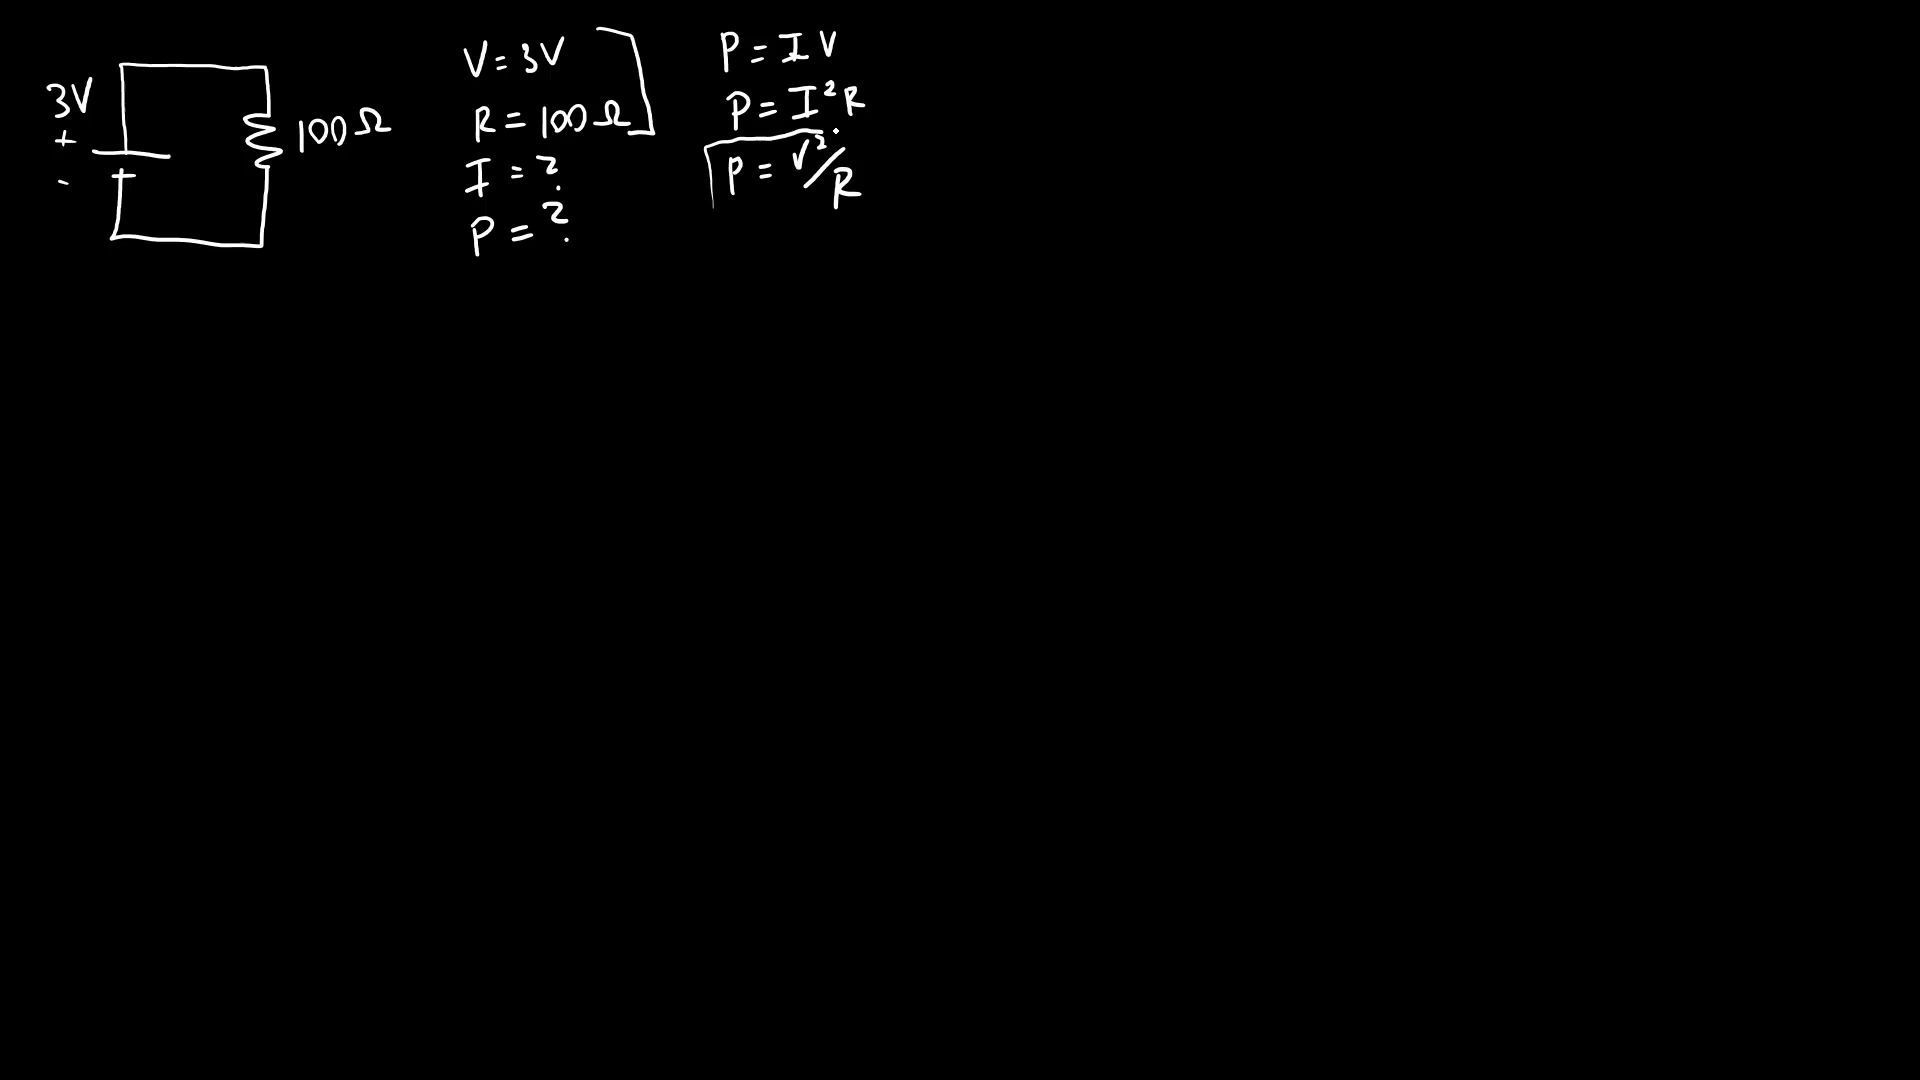 3V
+
-
100Ω
V = 3V
R = 100Ω
I = ?
P = ?
P = IV
P = I²R
P = V²/R